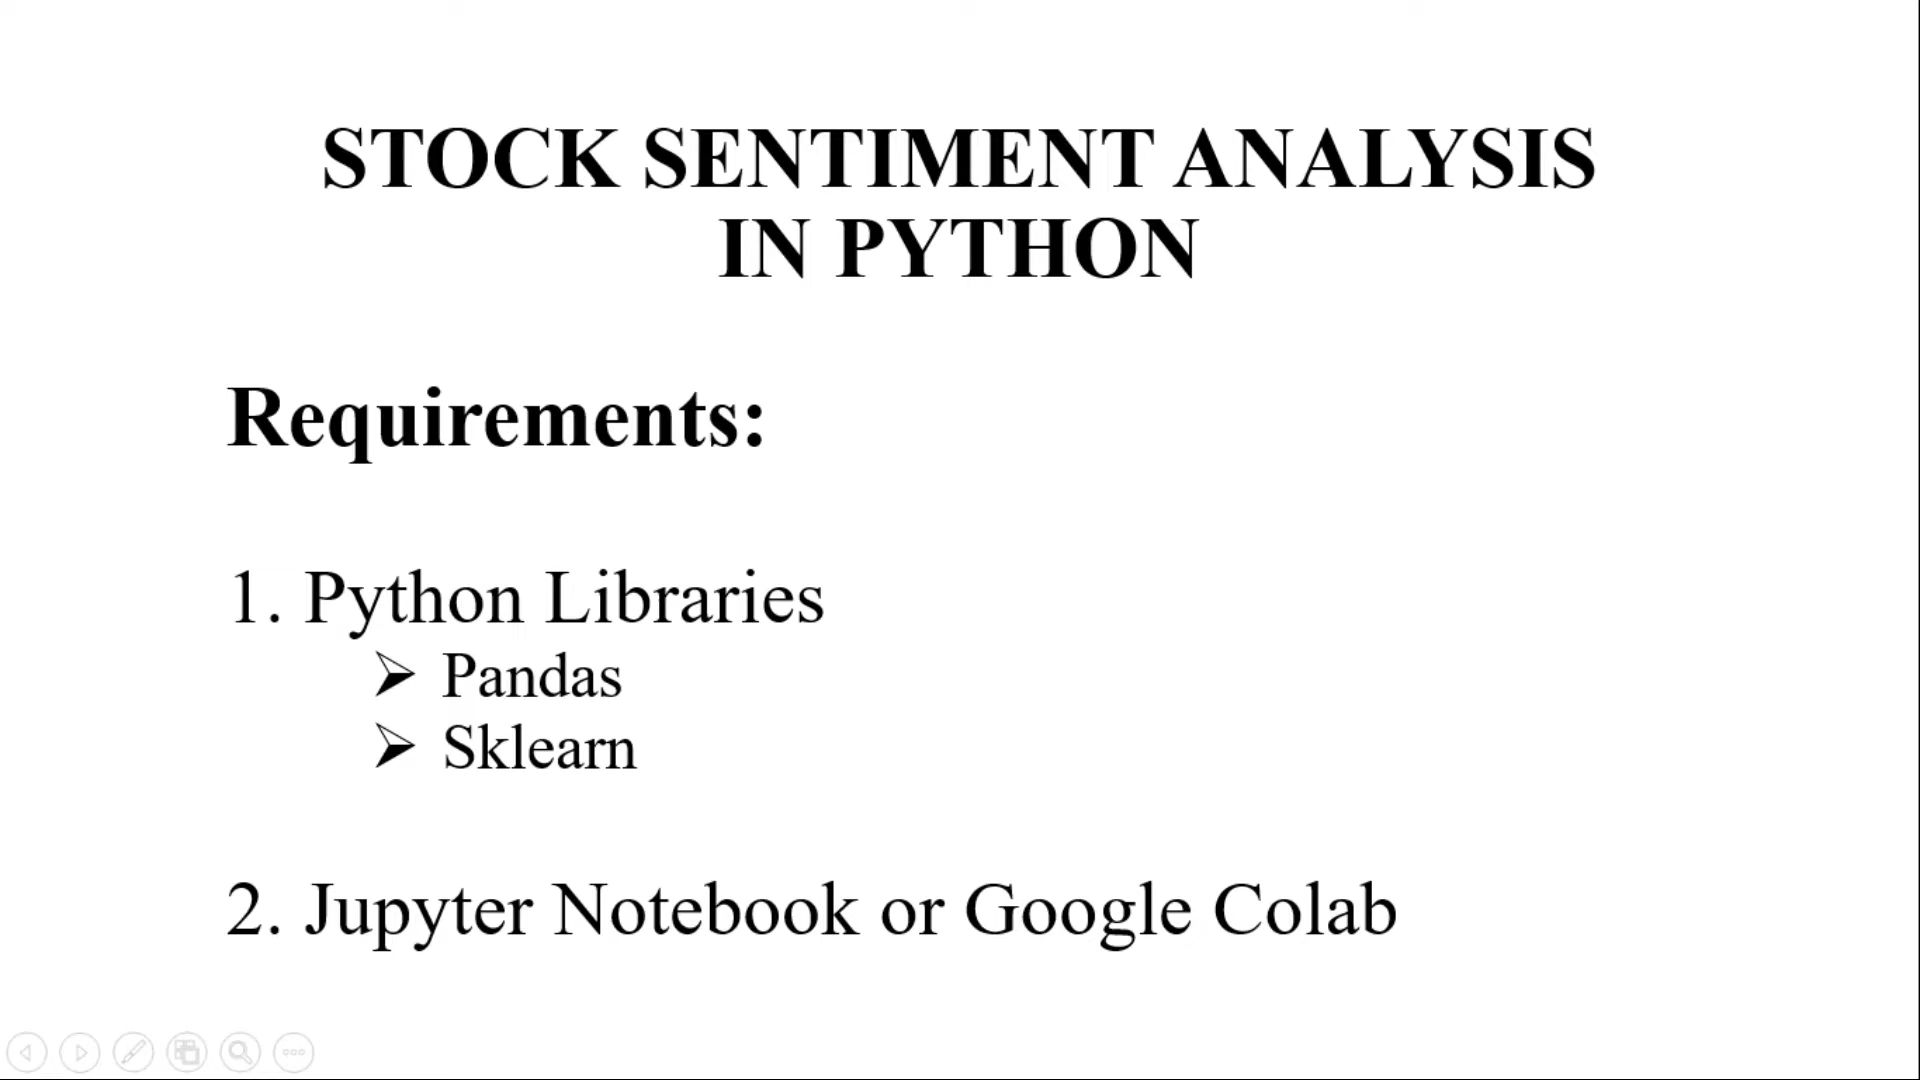 STOCK SENTIMENT ANALYSIS
IN PYTHON
Requirements:
1. Python Libraries
➢ Pandas
➢ Sklearn
2. Jupyter Notebook or Google Colab